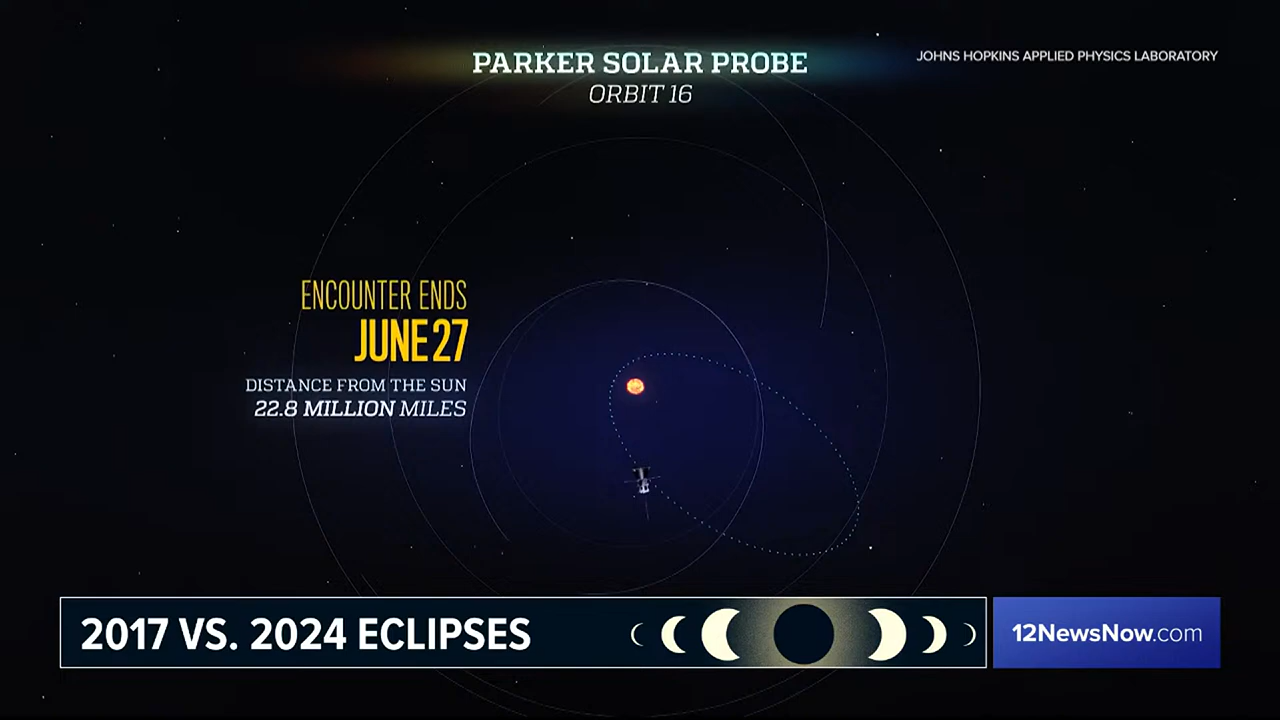 PARKER SOLAR PROBE
ORBIT 16
JOHNS HOPKINS APPLIED PHYSICS LABORATORY
ENCOUNTER ENDS
JUNE 27
DISTANCE FROM THE SUN
22.8 MILLION MILES
2017 VS. 2024 ECLIPSES
12NewsNow.com